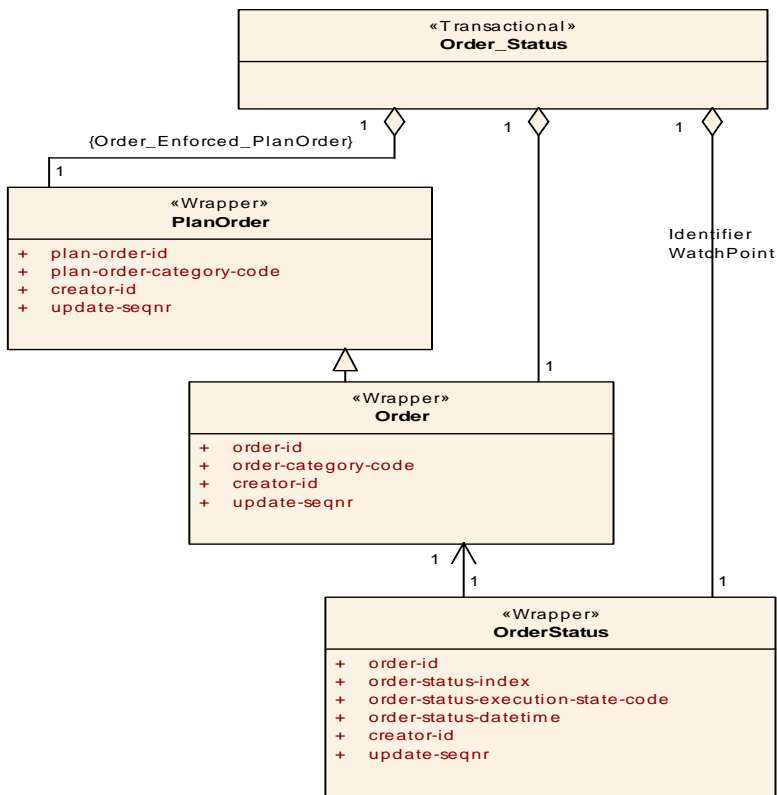 «Transactional»
Order_Status
1
1
1
{Order_Enforced_PlanOrder}
1
«Wrapper»
PlanOrder
+ plan-order-id
+ plan-order-category-code
+ creator-id
+ update-seqnr
Identifier
WatchPoint
1
«Wrapper»
Order
+ order-id
+ order-category-code
+ creator-id
+ update-seqnr
1
1
1
«Wrapper»
OrderStatus
+ order-id
+ order-status-index
+ order-status-execution-state-code
+ order-status-datetime
+ creator-id
+ update-seqnr